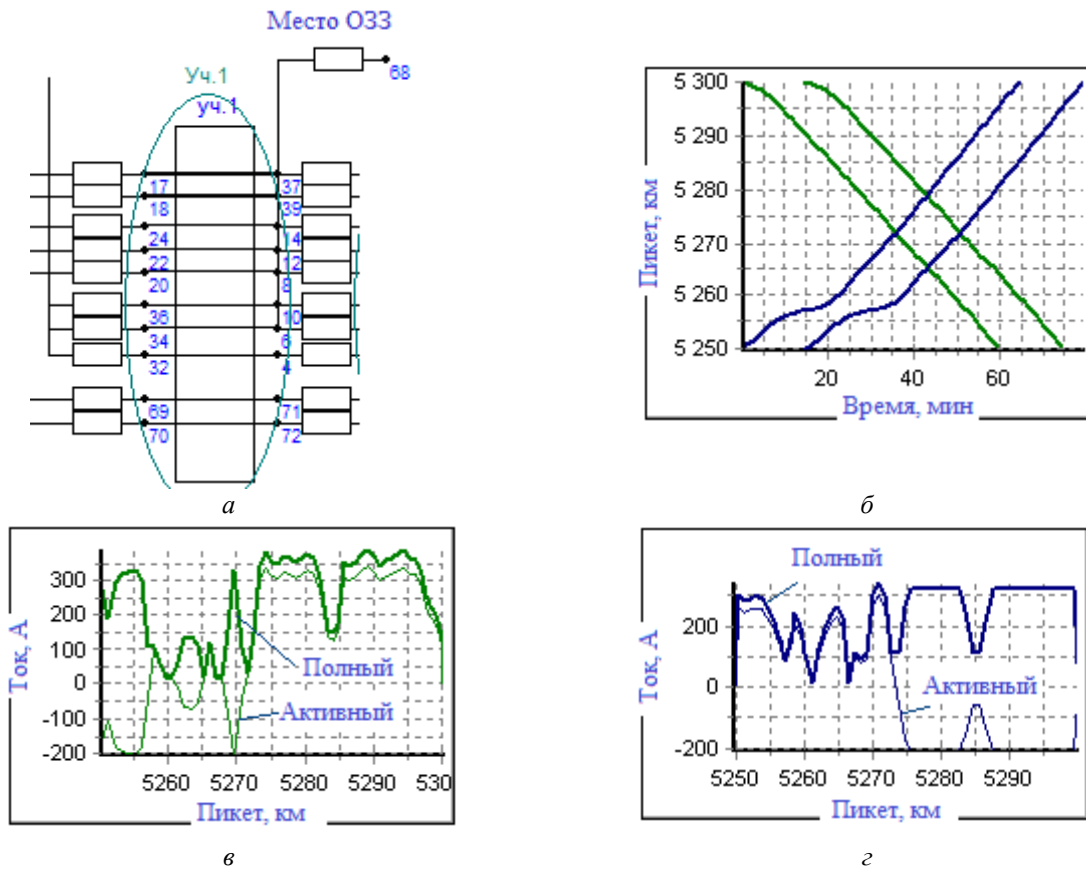 Место ОЗЗ
68
Уч.1
уч.1
17
37
18
39
24
14
22
12
20
8
36
10
34
6
32
4
69
71
70
72
а
5 300
5 290
5 280
5 270
5 260
5 250
Пикет, км
20 40 60
Время, мин
б
300
200
100
0
-100
-200
Ток, А
Полный
Активный
5260 5270 5280 5290 530
Пикет, км
в
200
0
-200
Ток, А
Полный
Активный
5250 5260 5270 5280 5290
Пикет, км
г